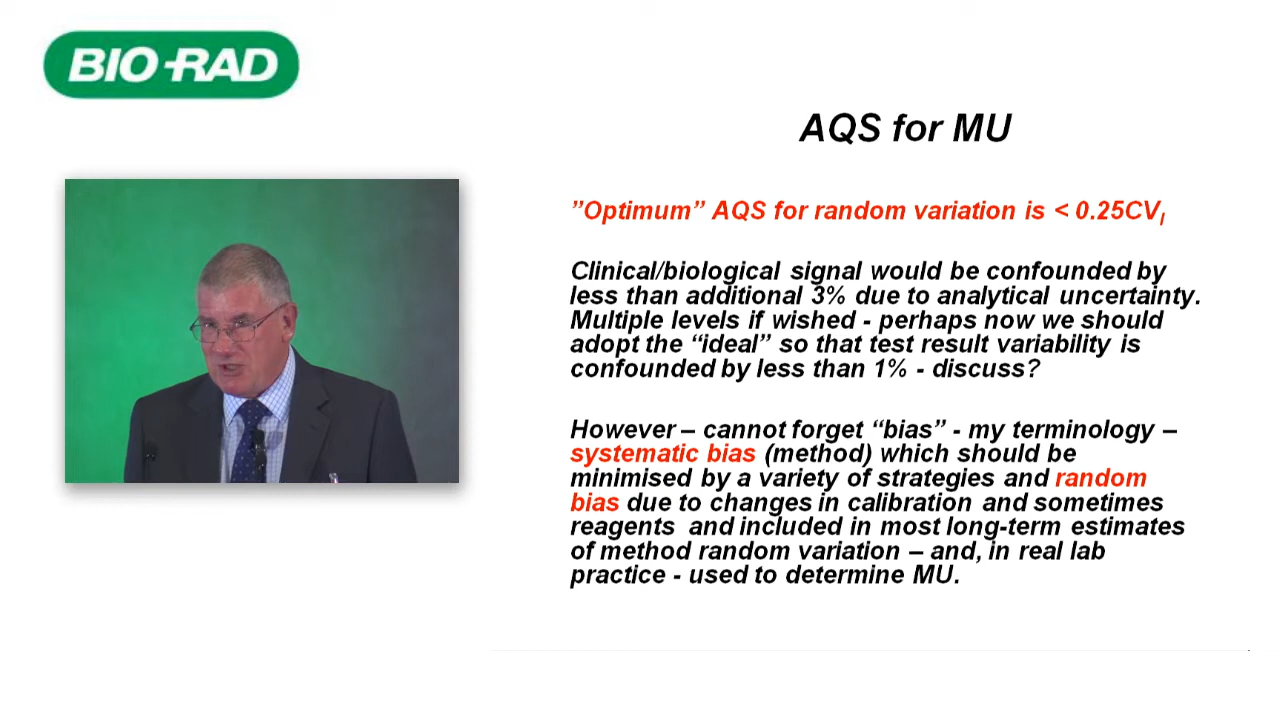 BIO-RAD
AQS for MU
”Optimum” AQS for random variation is < 0.25CVI
Clinical/biological signal would be confounded by
less than additional 3% due to analytical uncertainty.
Multiple levels if wished - perhaps now we should
adopt the “ideal” so that test result variability is
confounded by less than 1% - discuss?
However – cannot forget “bias” - my terminology –
systematic bias (method) which should be
minimised by a variety of strategies and random
bias due to changes in calibration and sometimes
reagents and included in most long-term estimates
of method random variation – and, in real lab
practice - used to determine MU.